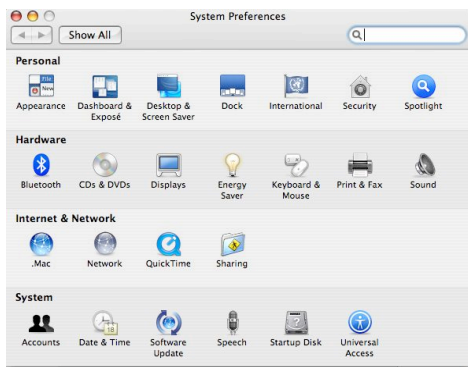 System Preferences
Show All
Personal
Appearance
Dashboard & Exposé
Desktop & Screen Saver
Dock
International
Security
Spotlight
Hardware
Bluetooth
CDs & DVDs
Displays
Energy Saver
Keyboard & Mouse
Print & Fax
Sound
Internet & Network
.Mac
Network
QuickTime
Sharing
System
Accounts
Date & Time
Software Update
Speech
Startup Disk
Universal Access